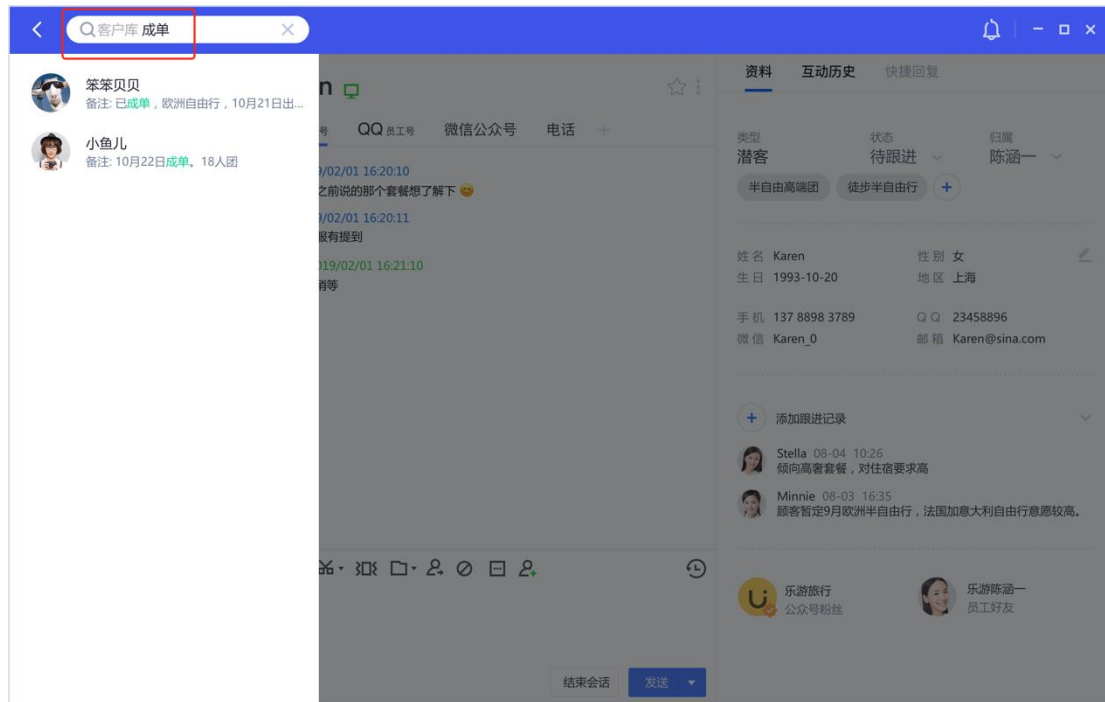 客户库 成单
笨笨贝贝
备注: 已成单，欧洲自由行，10月21日出...
小鱼儿
备注: 10月22日成单。18人团
n
号 QQ 员工号 微信公众号 电话
9/02/01 16:20:10
之前说的那个套餐想了解下
9/02/01 16:20:11
服有提到
019/02/01 16:21:10
稍等
结束会话 发送
资料 互动历史 快捷回复
类型 状态 归属
潜客 待跟进 陈涵一
半自由高端团 徒步半自由行
姓名 Karen 性别 女
生日 1993-10-20 地区 上海
手机 137 8898 3789 QQ 23458896
微信 Karen_0 邮箱 Karen@sina.com
添加跟进记录
Stella 08-04 10:26
倾向高奢套餐，对住宿要求高
Minnie 08-03 16:35
顾客暂定9月欧洲半自由行，法国加意大利自由行意愿较高。
乐游旅行 乐游陈涵一
公众号粉丝 员工好友